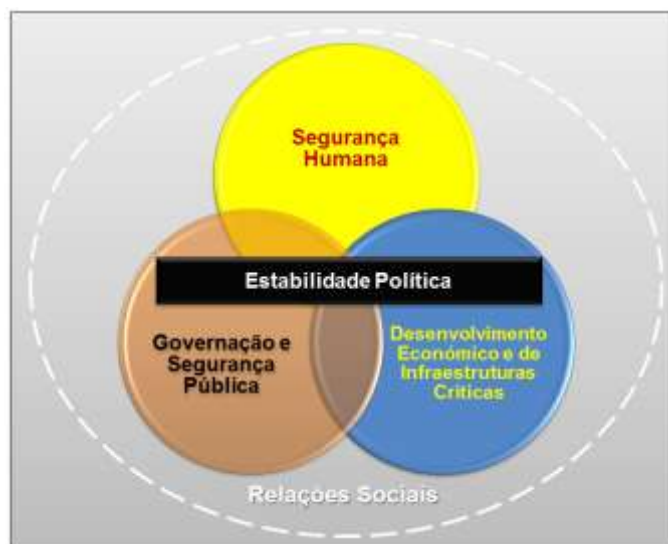 Segurança
Humana
Estabilidade Política
Governação e
Segurança
Pública
Desenvolvimento
Económico e de
Infraestruturas
Críticas
Relações Sociais